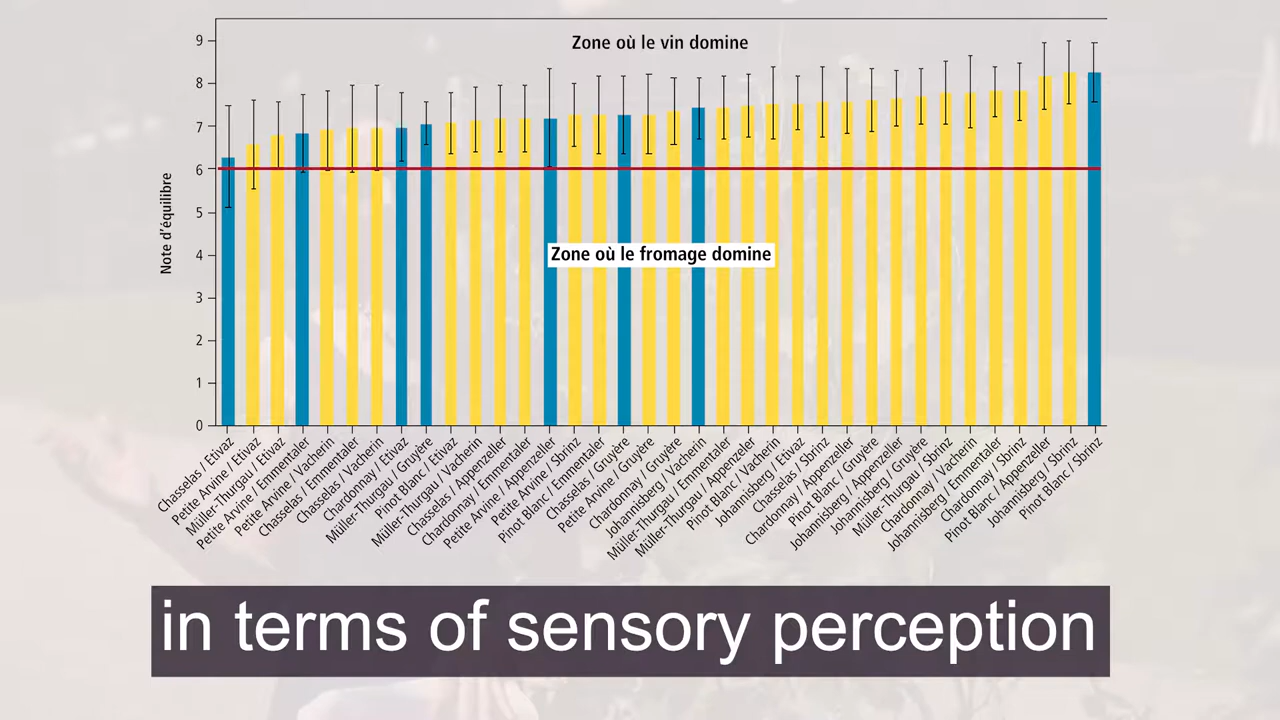 Zone où le vin domine
9
8
7
6
5
4
3
2
1
0
Note d'équilibre
Zone où le fromage domine
Chasselas / Etivaz
Petite Arvine / Etivaz
Müller-Thurgau / Etivaz
Petite Arvine / Emmentaler
Petite Arvine / Vacherin
Chasselas / Emmentaler
Chasselas / Vacherin
Chardonnay / Etivaz
Müller-Thurgau / Gruyère
Pinot Blanc / Etivaz
Müller-Thurgau / Vacherin
Chasselas / Appenzeller
Chardonnay / Emmentaler
Petite Arvine / Appenzeller
Petite Arvine / Sbrinz
Pinot Blanc / Emmentaler
Chasselas / Gruyère
Petite Arvine / Gruyère
Chardonnay / Gruyère
Johannisberg / Vacherin
Müller-Thurgau / Emmentaler
Müller-Thurgau / Appenzeller
Pinot Blanc / Vacherin
Johannisberg / Etivaz
Chasselas / Sbrinz
Chardonnay / Appenzeller
Pinot Blanc / Gruyère
Johannisberg / Appenzeller
Johannisberg / Gruyère
Müller-Thurgau / Sbrinz
Chardonnay / Vacherin
Johannisberg / Emmentaler
Chardonnay / Sbrinz
Pinot Blanc / Appenzeller
Johannisberg / Sbrinz
Pinot Blanc / Sbrinz
in terms of sensory perception